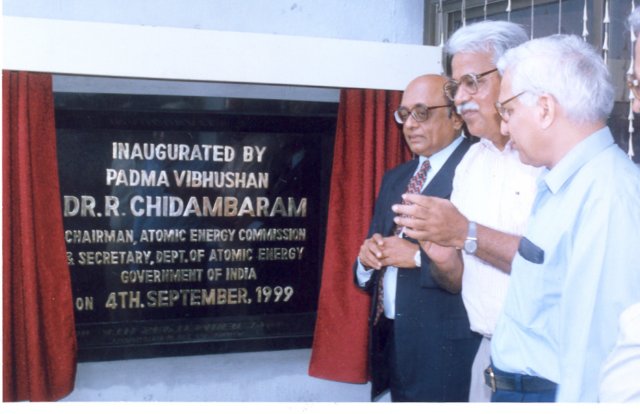 INAUGURATED BY
PADMA VIBHUSHAN
DR. R. CHIDAMBARAM
CHAIRMAN, ATOMIC ENERGY COMMISSION
& SECRETARY, DEPT. OF ATOMIC ENERGY
GOVERNMENT OF INDIA
ON 4TH. SEPTEMBER, 1999